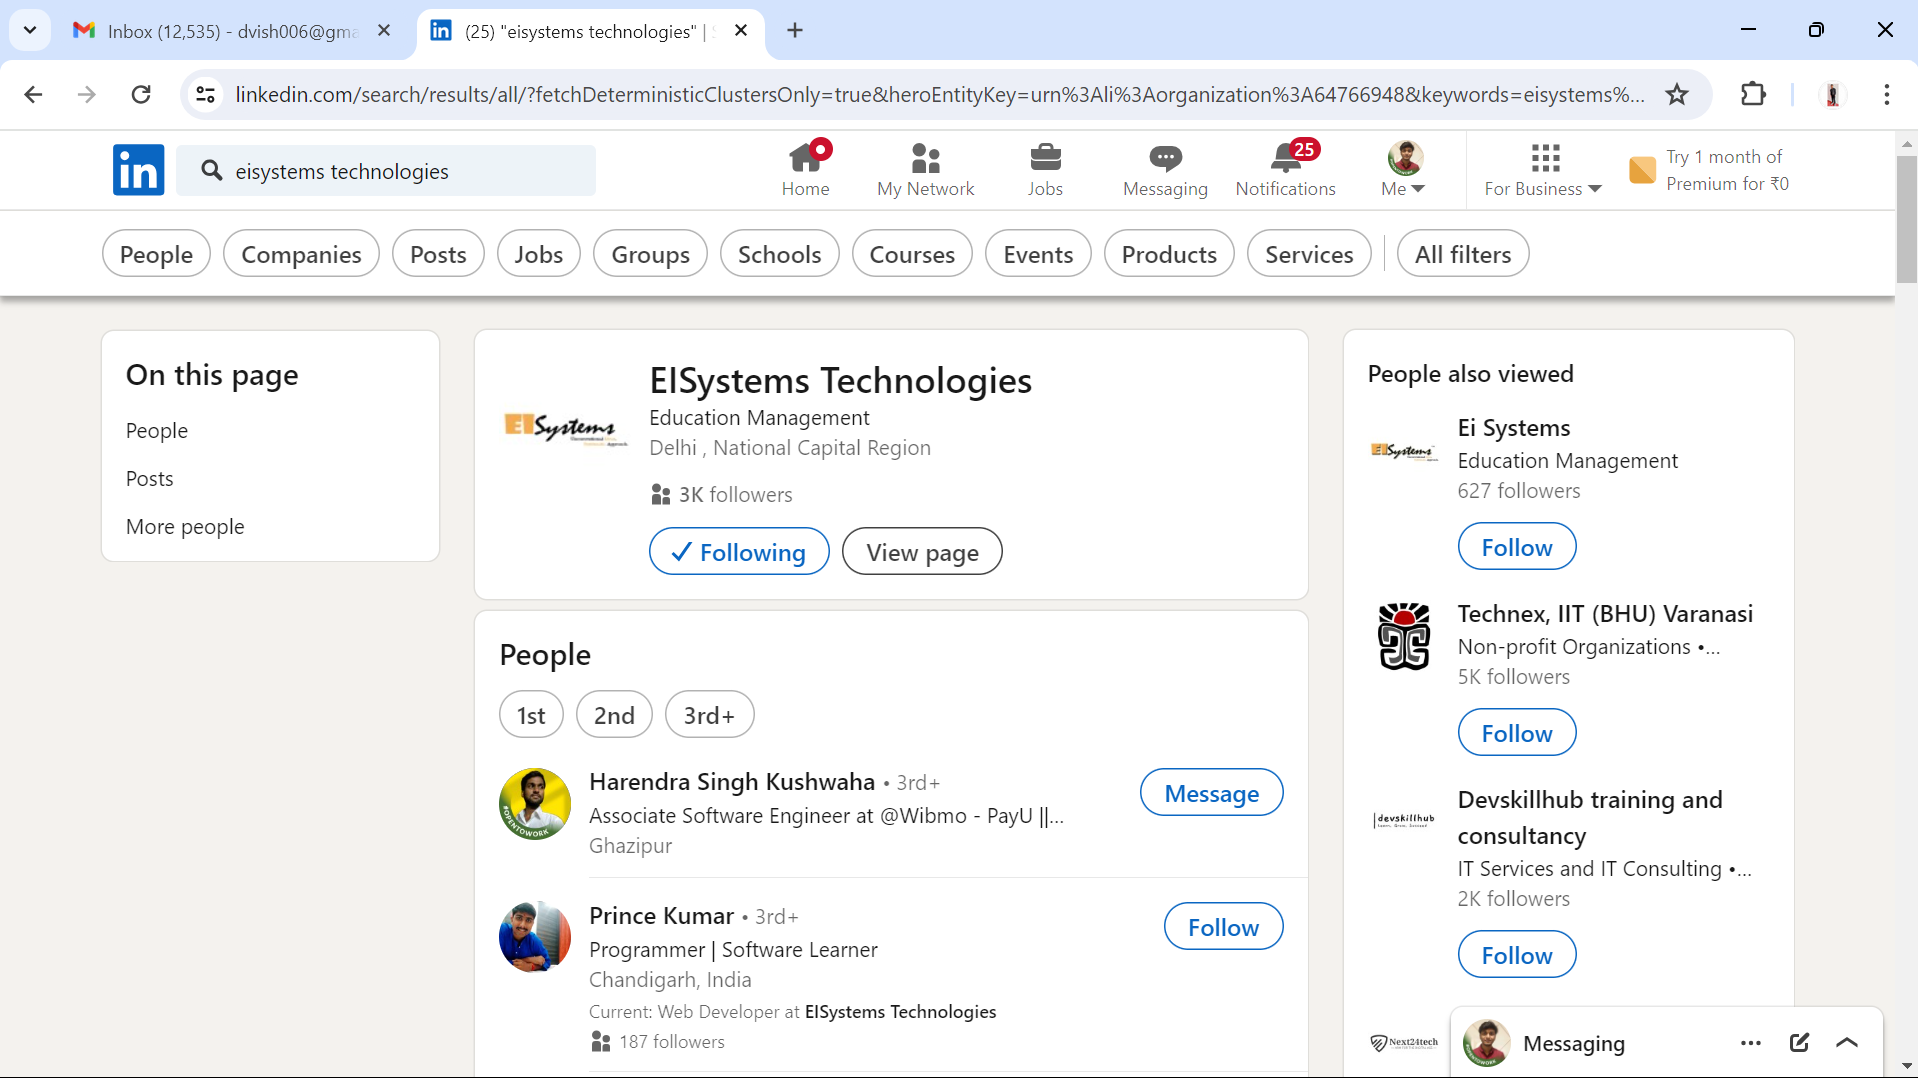 Inbox (12,535) - dvish006@gma
(25) "eisystems technologies" |
linkedin.com/search/results/all/?fetchDeterministicClustersOnly=true&heroEntityKey=urn%3Ali%3Aorganization%3A64766948&keywords=eisystems%...
in
eisystems technologies
Home
My Network
Jobs
Messaging
25
Notifications
Me
For Business
Try 1 month of
Premium for ₹0
People
Companies
Posts
Jobs
Groups
Schools
Courses
Events
Products
Services
All filters
On this page
People
Posts
More people
EISystems
EISystems Technologies
Education Management
Delhi , National Capital Region
3K followers
Following
View page
People
1st
2nd
3rd+
#OPENTOWORK
Harendra Singh Kushwaha • 3rd+
Associate Software Engineer at @Wibmo - PayU ||...
Ghazipur
Message
Prince Kumar • 3rd+
Programmer | Software Learner
Chandigarh, India
Current: Web Developer at EISystems Technologies
187 followers
Follow
People also viewed
EISystems
Ei Systems
Education Management
627 followers
Follow
Technex, IIT (BHU) Varanasi
Non-profit Organizations •...
5K followers
Follow
devskillhub
Devskillhub training and
consultancy
IT Services and IT Consulting •...
2K followers
Follow
Next24tech
Messaging